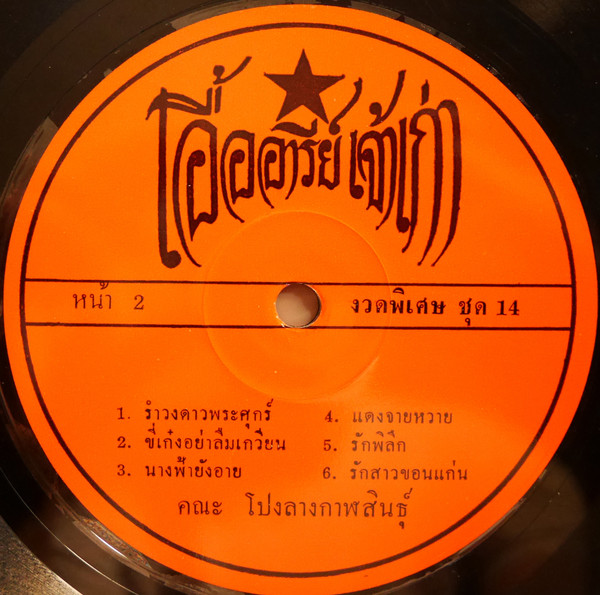 เอื้ออารีย์ เจ้าเก่า
หน้า 2
งวดพิเศษ ชุด 14
1. รำวงดาวพระศุกร์
2. ขี่เก๋งอย่าลืมเกวียน
3. นางฟ้ายังอาย
4. แตงจายหวาย
5. รักพิลึก
6. รักสาวขอนแก่น
คณะ โปงลางกาฬสินธุ์